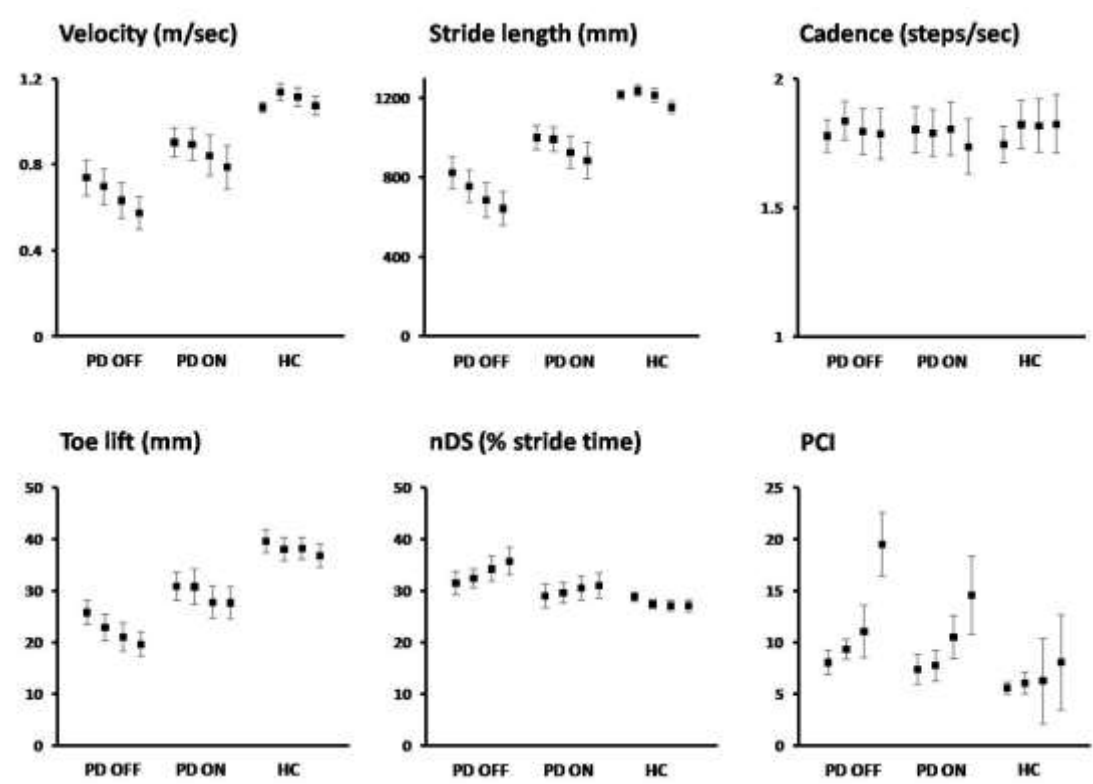 Velocity (m/sec)
1.2
0.8
0.4
0
PD OFF PD ON HC
Stride length (mm)
1200
800
400
0
PD OFF PD ON HC
Cadence (steps/sec)
2
1.5
1
PD OFF PD ON HC
Toe lift (mm)
50
40
30
20
10
0
PD OFF PD ON HC
nDS (% stride time)
50
40
30
20
10
0
PD OFF PD ON HC
PCI
25
20
15
10
5
0
PD OFF PD ON HC